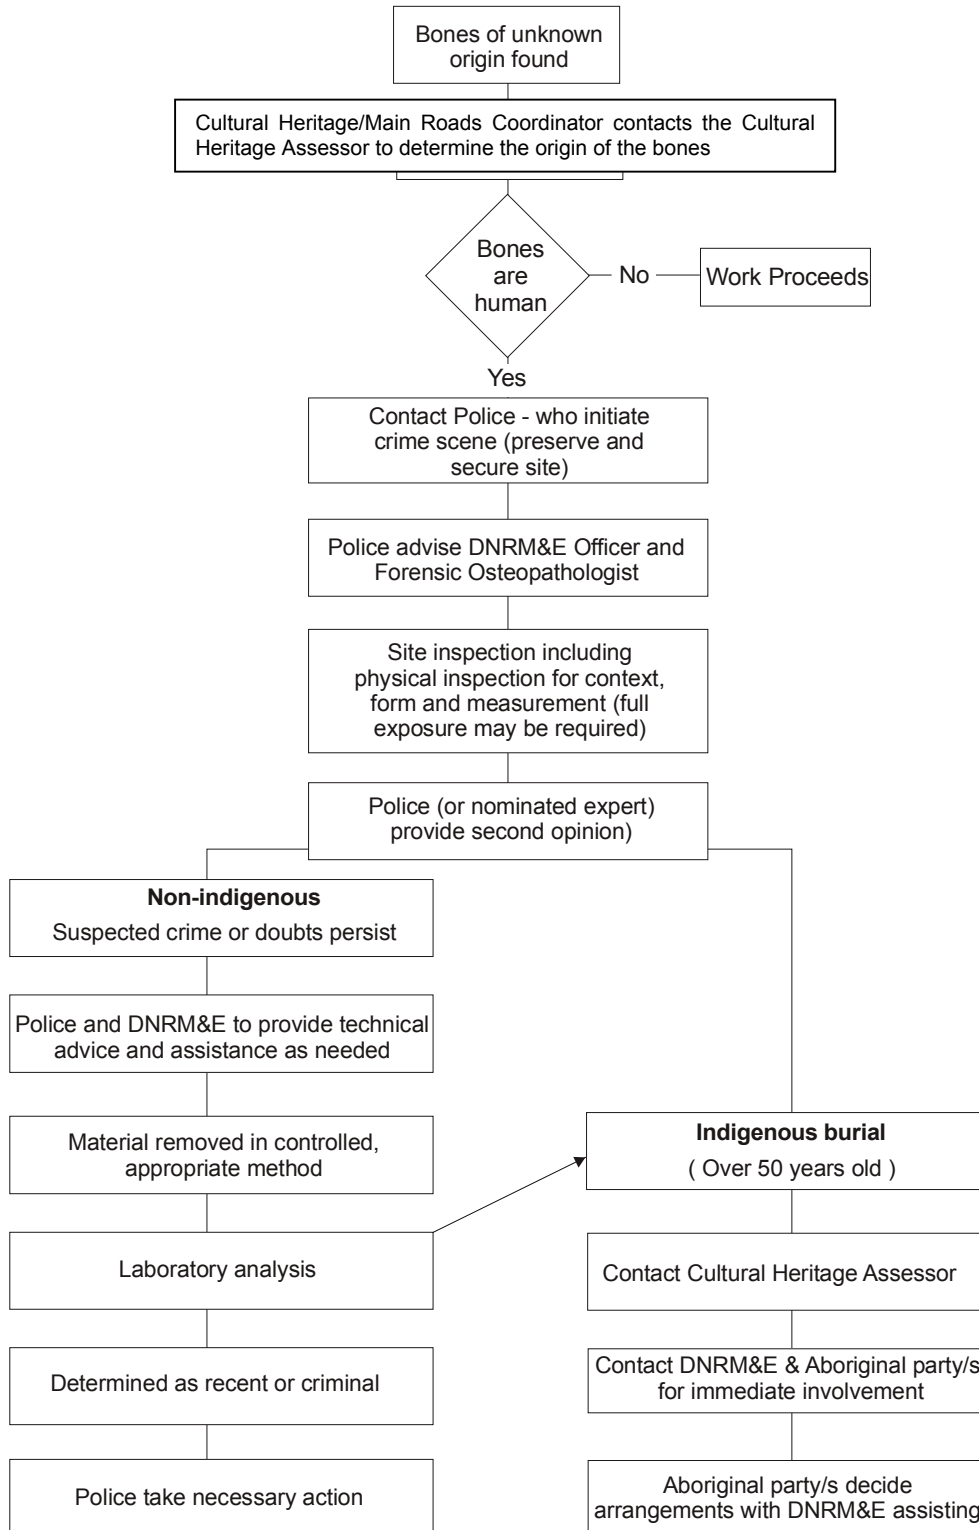 Bones of unknown
origin found
Cultural Heritage/Main Roads Coordinator contacts the Cultural
Heritage Assessor to determine the origin of the bones
Bones
are
human
No
Work Proceeds
Yes
Contact Police - who initiate
crime scene (preserve and
secure site)
Police advise DNRM&E Officer and
Forensic Osteopathologist
Site inspection including
physical inspection for context,
form and measurement (full
exposure may be required)
Police (or nominated expert)
provide second opinion)
Non-indigenous
Suspected crime or doubts persist
Police and DNRM&E to provide technical
advice and assistance as needed
Material removed in controlled,
appropriate method
Laboratory analysis
Determined as recent or criminal
Police take necessary action
Indigenous burial
( Over 50 years old )
Contact Cultural Heritage Assessor
Contact DNRM&E & Aboriginal party/s
for immediate involvement
Aboriginal party/s decide
arrangements with DNRM&E assisting